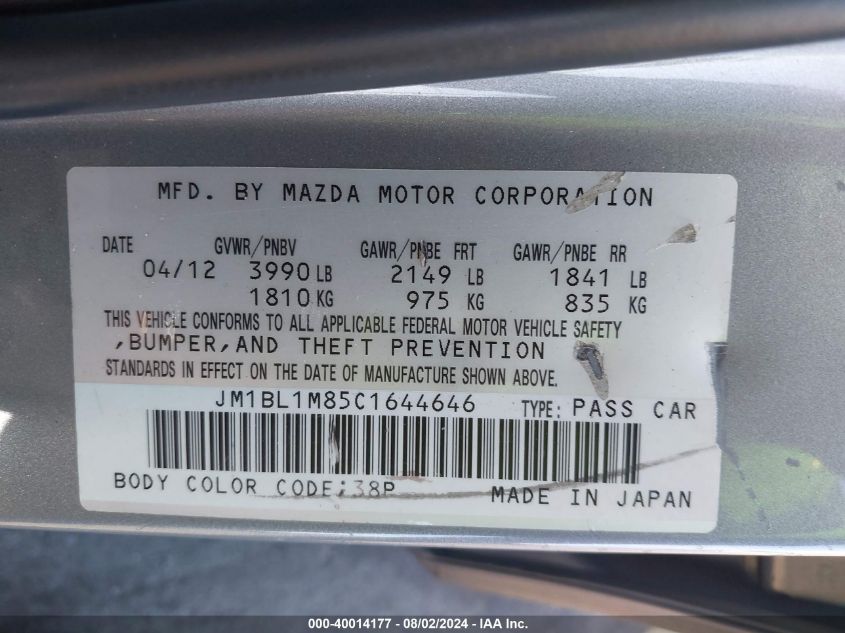 MFD. BY MAZDA MOTOR CORPORATION
DATE GVWR/PNBV GAWR/PNBE FRT GAWR/PNBE RR
04/12 3990 LB 2149 LB 1841 LB
1810 KG 975 KG 835 KG
THIS VEHICLE CONFORMS TO ALL APPLICABLE FEDERAL MOTOR VEHICLE SAFETY
,BUMPER,AND THEFT PREVENTION
STANDARDS IN EFFECT ON THE DATE OF MANUFACTURE SHOWN ABOVE.
JM1BL1M85C1644646 TYPE: PASS CAR
BODY COLOR CODE;38P MADE IN JAPAN
000-40014177 - 08/02/2024 - IAA Inc.